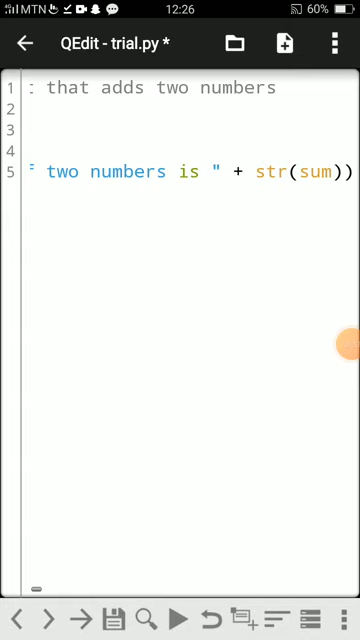 MTN 12:26 60%
QEdit - trial.py *
1 that adds two numbers
2
3
4
5 two numbers is " + str(sum))